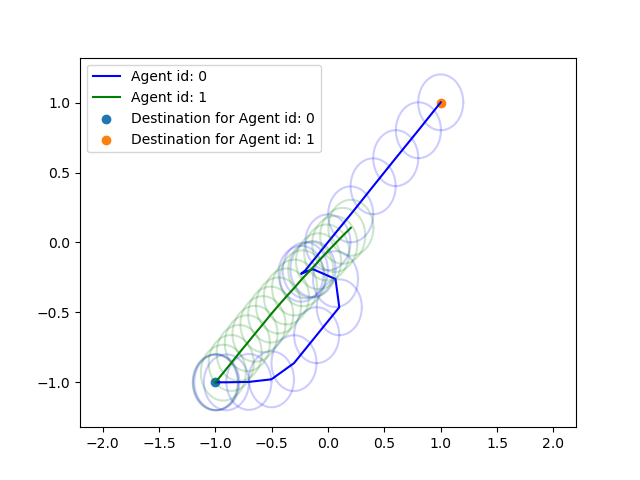 Agent id: 0
Agent id: 1
Destination for Agent id: 0
Destination for Agent id: 1
1.0
0.5
0.0
−0.5
−1.0
−2.0 −1.5 −1.0 −0.5 0.0 0.5 1.0 1.5 2.0